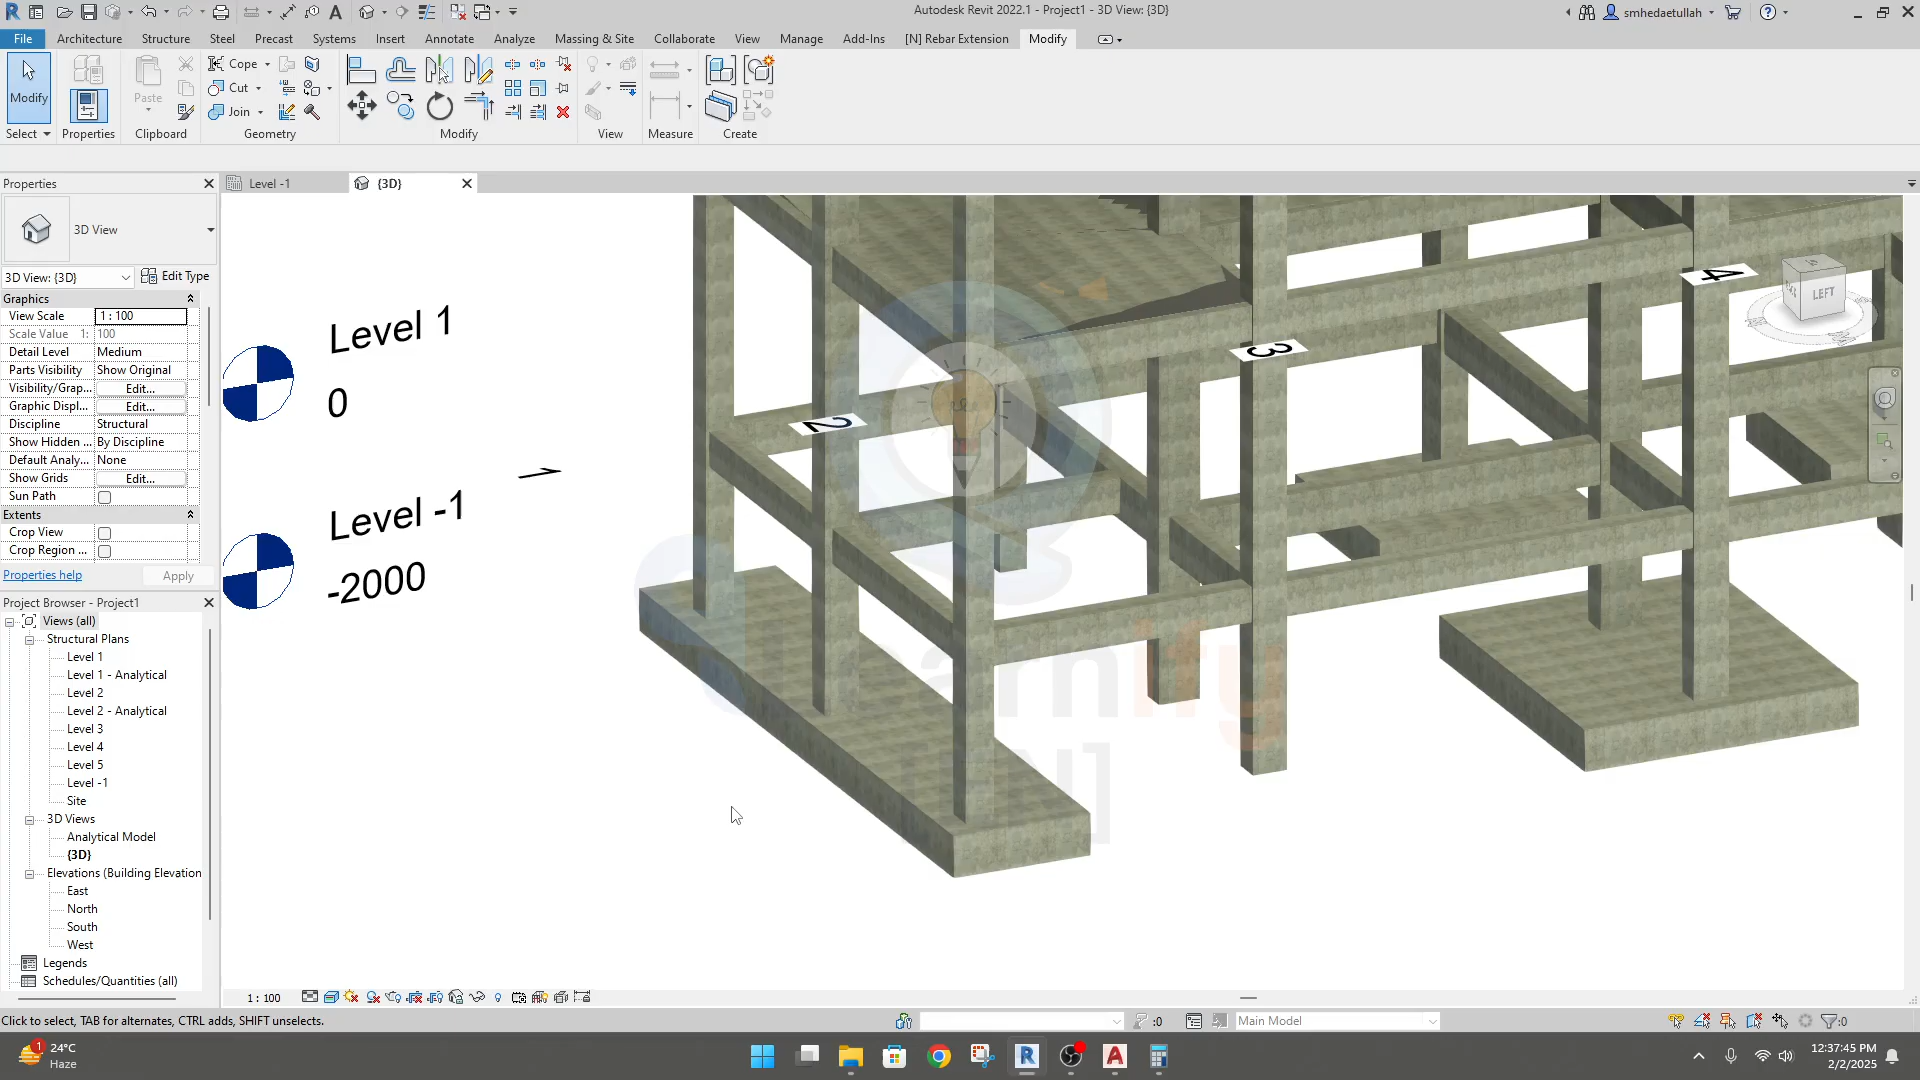 Autodesk Revit 2022.1 - Project1 - 3D View: {3D}
smhedaetullah
File
Architecture
Structure
Steel
Precast
Systems
Insert
Annotate
Analyze
Massing & Site
Collaborate
View
Manage
Add-Ins
[N] Rebar Extension
Modify
Modify
Paste
Cope
Cut
Join
Select
Properties
Clipboard
Geometry
Modify
View
Measure
Create
Properties
Level -1
{3D}
3D View
3D View: {3D}
Edit Type
Graphics
View Scale
1 : 100
Scale Value 1:
100
Detail Level
Medium
Parts Visibility
Show Original
Visibility/Grap...
Edit...
Graphic Displ...
Edit...
Discipline
Structural
Show Hidden ...
By Discipline
Default Analy...
None
Show Grids
Edit...
Sun Path
Extents
Crop View
Crop Region ...
Properties help
Apply
Project Browser - Project1
Views (all)
Structural Plans
Level 1
Level 1 - Analytical
Level 2
Level 2 - Analytical
Level 3
Level 4
Level 5
Level -1
Site
3D Views
Analytical Model
{3D}
Elevations (Building Elevation
East
North
South
West
Legends
Schedules/Quantities (all)
Level 1
0
Level -1
-2000
2
3
4
LEFT
1 : 100
Click to select, TAB for alternates, CTRL adds, SHIFT unselects.
:0
Main Model
:0
24°C
Haze
12:37:45 PM
2/2/2025